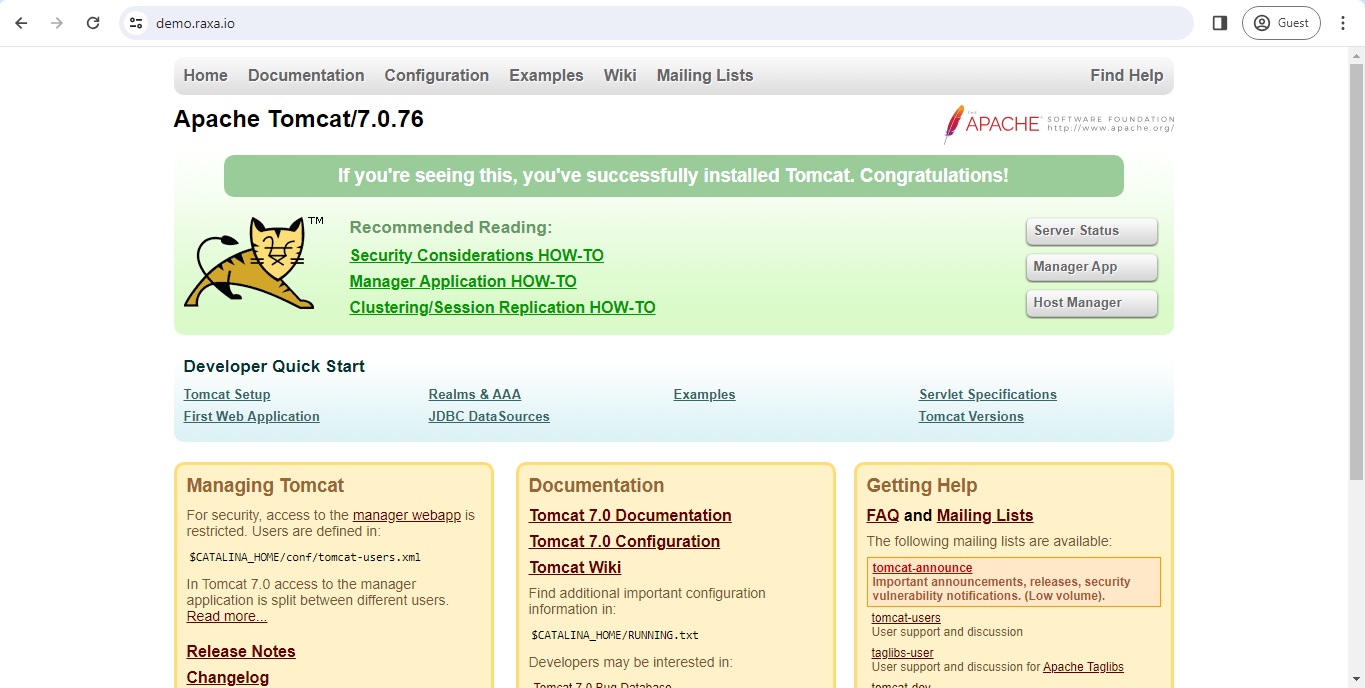 demo.raxa.io
Guest
Home Documentation Configuration Examples Wiki Mailing Lists Find Help
Apache Tomcat/7.0.76
THE
APACHE
SOFTWARE FOUNDATION
http://www.apache.org/
If you're seeing this, you've successfully installed Tomcat. Congratulations!
TM
Recommended Reading:
Security Considerations HOW-TO
Manager Application HOW-TO
Clustering/Session Replication HOW-TO
Server Status
Manager App
Host Manager
Developer Quick Start
Tomcat Setup
First Web Application
Realms & AAA
JDBC DataSources
Examples
Servlet Specifications
Tomcat Versions
Managing Tomcat
For security, access to the manager webapp is
restricted. Users are defined in:
$CATALINA_HOME/conf/tomcat-users.xml
In Tomcat 7.0 access to the manager
application is split between different users.
Read more...
Release Notes
Changelog
Documentation
Tomcat 7.0 Documentation
Tomcat 7.0 Configuration
Tomcat Wiki
Find additional important configuration
information in:
$CATALINA_HOME/RUNNING.txt
Developers may be interested in:
Tomcat 7.0 Bug Database
Getting Help
FAQ and Mailing Lists
The following mailing lists are available:
tomcat-announce
Important announcements, releases, security
vulnerability notifications. (Low volume).
tomcat-users
User support and discussion
taglibs-user
User support and discussion for Apache Taglibs
tomcat-dev